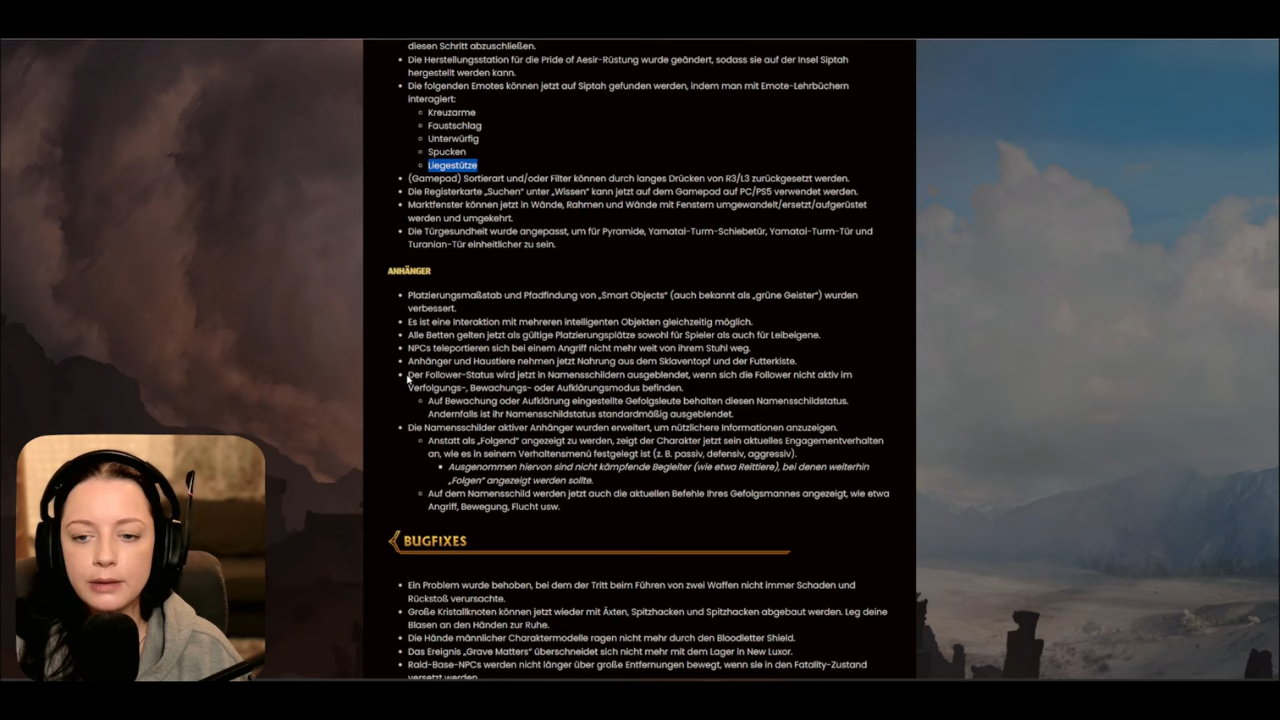 diesen Schritt abzuschließen.
• Die Herstellungsstation für die Pride of Aesir-Rüstung wurde geändert, sodass sie auf der Insel Siptah
hergestellt werden kann.
• Die folgenden Emotes können jetzt auf Siptah gefunden werden, indem man mit Emote-Lehrbüchern
interagiert:
○ Kreuzarme
○ Faustschlag
○ Unterwürfig
○ Spucken
○ Liegestütze
• (Gamepad) Sortierart und/oder Filter können durch langes Drücken von R3/L3 zurückgesetzt werden.
• Die Registerkarte „Suchen“ unter „Wissen“ kann jetzt auf dem Gamepad auf PC/PS5 verwendet werden.
• Marktfenster können jetzt in Wände, Rahmen und Wände mit Fenstern umgewandelt/ersetzt/aufgerüstet
werden und umgekehrt.
• Die Türgesundheit wurde angepasst, um für Pyramide, Yamatai-Turm-Schiebetür, Yamatai-Turm-Tür und
Turanian-Tür einheitlicher zu sein.
ANHÄNGER
• Platzierungsmaßstab und Pfadfindung von „Smart Objects“ (auch bekannt als „grüne Geister“) wurden
verbessert.
• Es ist eine Interaktion mit mehreren intelligenten Objekten gleichzeitig möglich.
• Alle Betten gelten jetzt als gültige Platzierungsplätze sowohl für Spieler als auch für Leibeigene.
• NPCs teleportieren sich bei einem Angriff nicht mehr weit von ihrem Stuhl weg.
• Anhänger und Haustiere nehmen jetzt Nahrung aus dem Sklaventopf und der Futterkiste.
• Der Follower-Status wird jetzt in Namensschildern ausgeblendet, wenn sich die Follower nicht aktiv im
Verfolgungs-, Bewachungs- oder Aufklärungsmodus befinden.
○ Auf Bewachung oder Aufklärung eingestellte Gefolgsleute behalten diesen Namensschildstatus.
Andernfalls ist ihr Namensschildstatus standardmäßig ausgeblendet.
• Die Namensschilder aktiver Anhänger wurden erweitert, um nützlichere Informationen anzuzeigen.
○ Anstatt als „Folgend“ angezeigt zu werden, zeigt der Charakter jetzt sein aktuelles Engagementverhalten
an, wie es in seinem Verhaltensmenü festgelegt ist (z. B. passiv, defensiv, aggressiv).
▪ Ausgenommen hiervon sind nicht kämpfende Begleiter (wie etwa Reittiere), bei denen weiterhin
„Folgen“ angezeigt werden sollte.
○ Auf dem Namensschild werden jetzt auch die aktuellen Befehle Ihres Gefolgsmannes angezeigt, wie etwa
Angriff, Bewegung, Flucht usw.
BUGFIXES
• Ein Problem wurde behoben, bei dem der Tritt beim Führen von zwei Waffen nicht immer Schaden und
Rückstoß verursachte.
• Große Kristallknoten können jetzt wieder mit Äxten, Spitzhacken und Spitzhacken abgebaut werden. Leg deine
Blasen an den Händen zur Ruhe.
• Die Hände männlicher Charaktermodelle ragen nicht mehr durch den Bloodletter Shield.
• Das Ereignis „Grave Matters“ überschneidet sich nicht mehr mit dem Lager in New Luxor.
• Raid-Base-NPCs werden nicht länger über große Entfernungen bewegt, wenn sie in den Fatality-Zustand
versetzt werden.